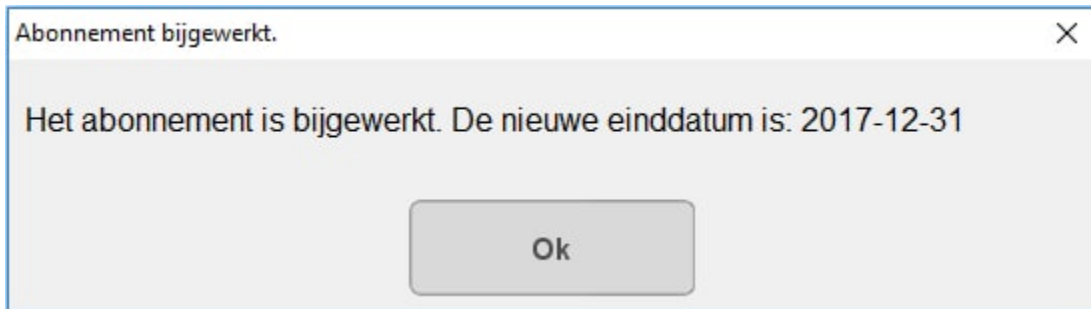 Abonnement bijgewerkt.
Het abonnement is bijgewerkt. De nieuwe einddatum is: 2017-12-31
Ok